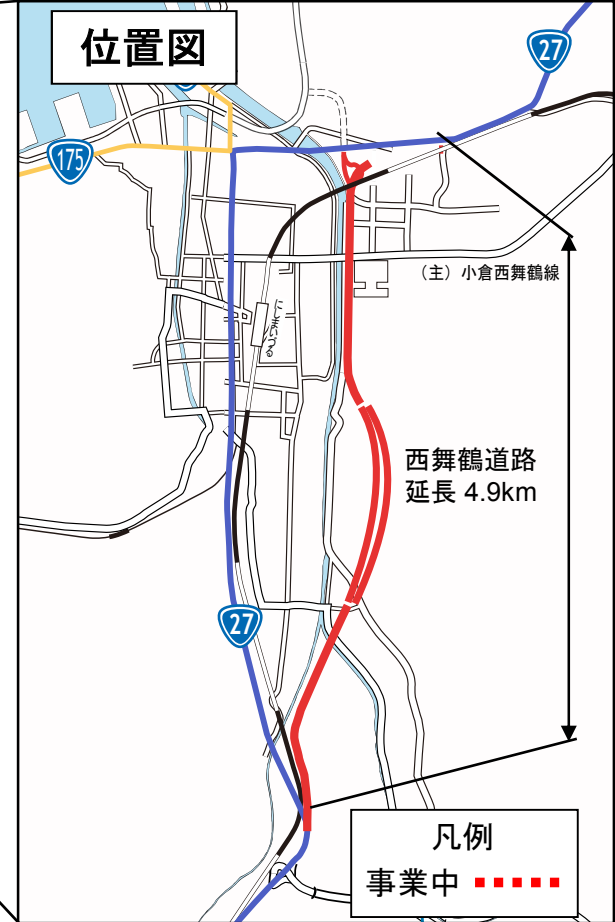 位置図
27
175
(主)小倉西舞鶴線
にしまいづる
西舞鶴道路
延長 4.9km
27
凡例
事業中